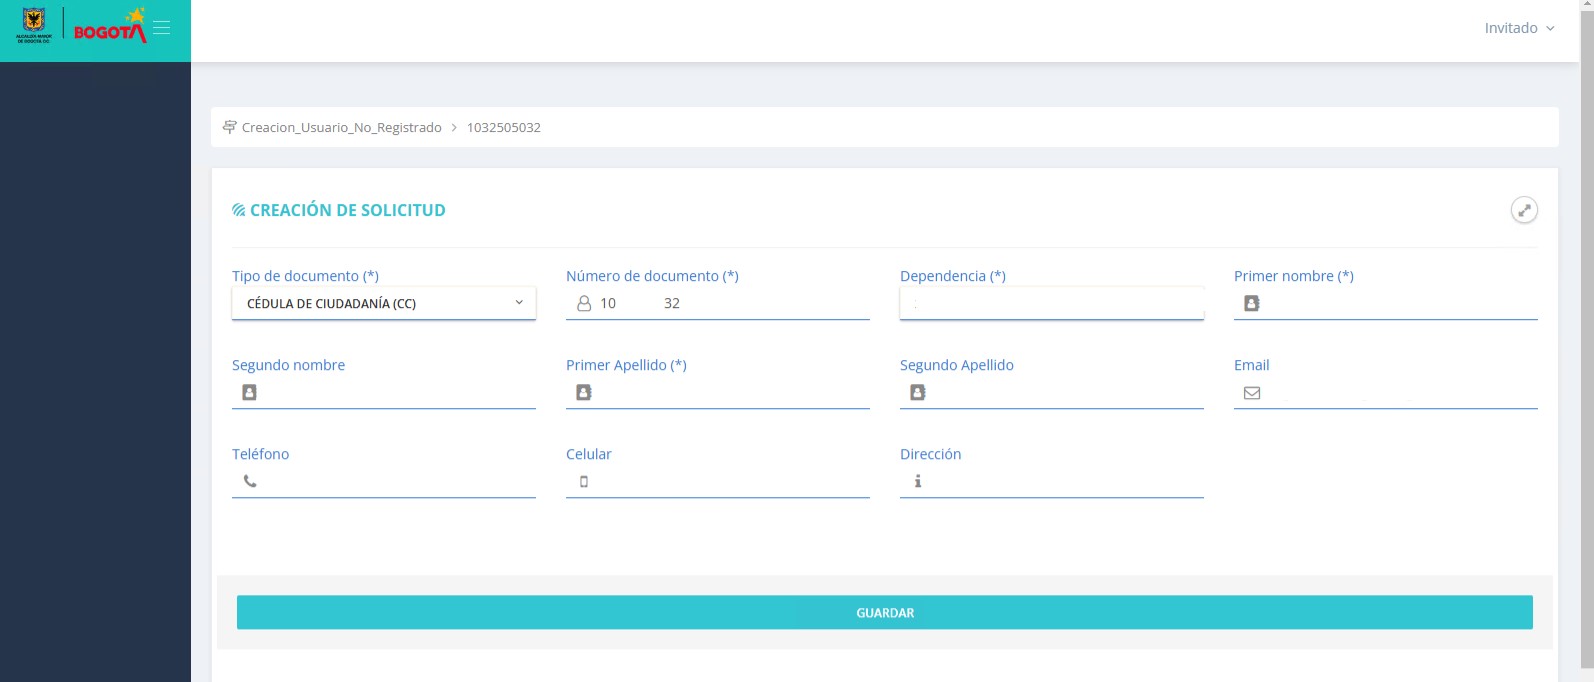 ALCALDÍA MAYOR
DE BOGOTÁ D.C.
BOGOTÁ
Invitado
Creacion_Usuario_No_Registrado > 1032505032
CREACIÓN DE SOLICITUD
Tipo de documento (*)
CÉDULA DE CIUDADANÍA (CC)
Número de documento (*)
10 32
Dependencia (*)
Primer nombre (*)
Segundo nombre
Primer Apellido (*)
Segundo Apellido
Email
Teléfono
Celular
Dirección
GUARDAR